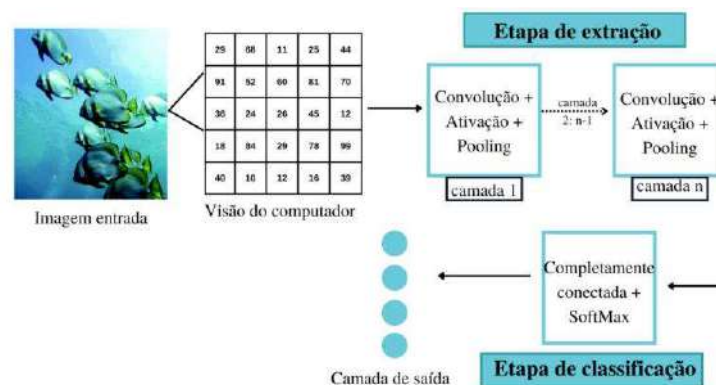 Etapa de extração
29 68 11 25 44
91 52 60 81 70
36 24 26 45 12
18 84 29 78 99
40 16 12 16 39
Convolução +
Ativação +
Pooling
camada 1
camada
2: n-1
Convolução +
Ativação +
Pooling
camada n
Imagem entrada
Visão do computador
Completamente
conectada +
SoftMax
Etapa de classificação
Camada de saída